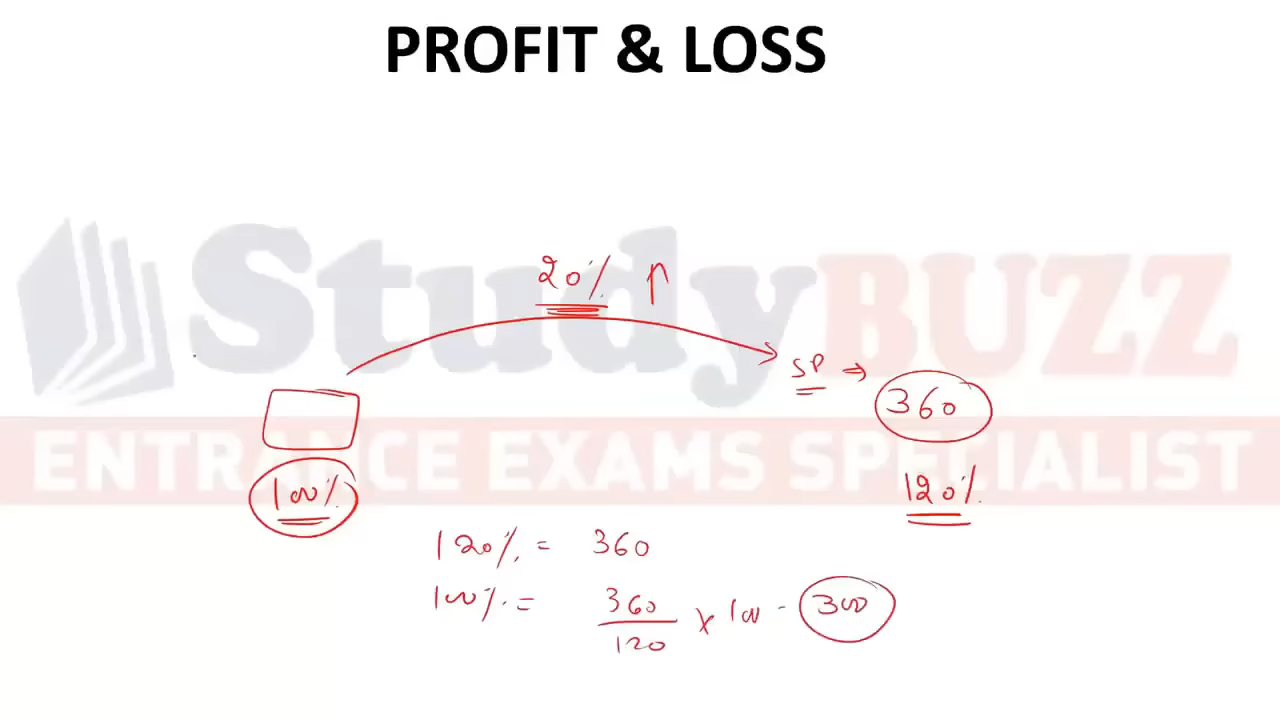 PROFIT & LOSS
StudyBUZZ
ENTRANCE EXAMS SPECIALIST
20% ↑
SP ⇒ 360
100%
120%
120% = 360
100% = 360/120 × 100 - 300